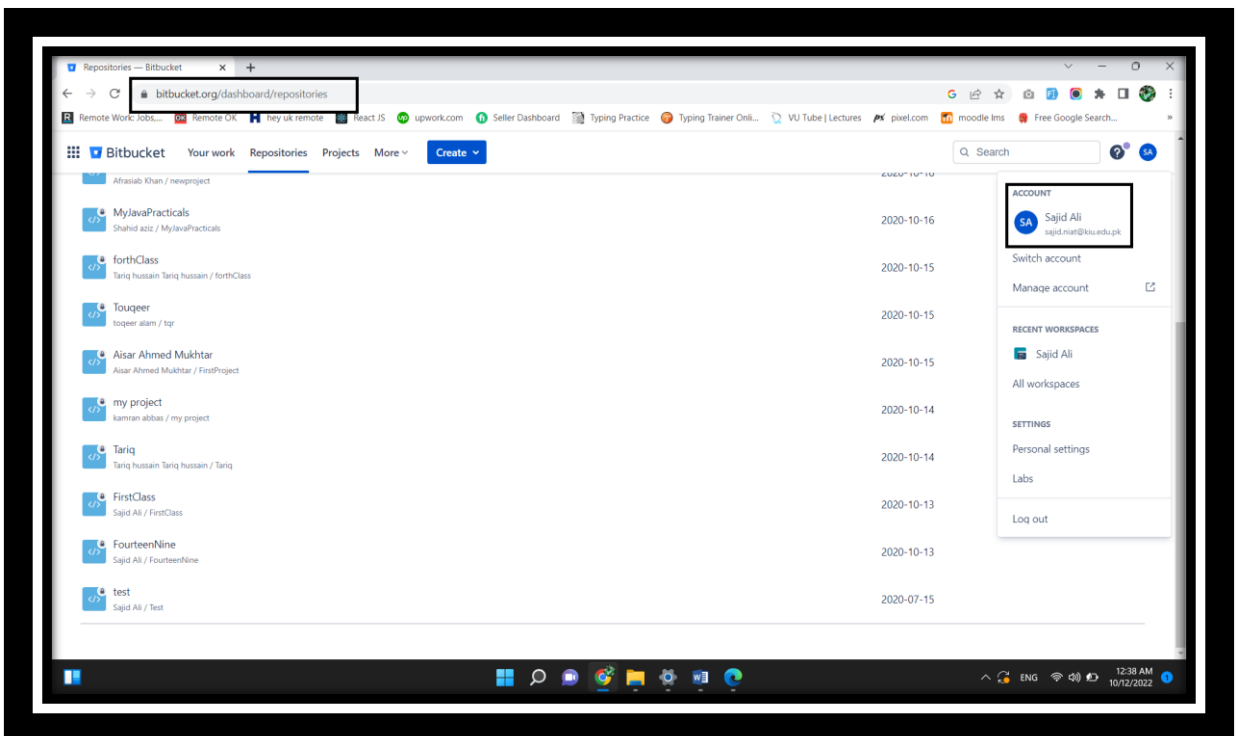 Repositories — Bitbucket
bitbucket.org/dashboard/repositories
Remote Work: Jobs,... Remote OK hey uk remote React JS upwork.com Seller Dashboard Typing Practice Typing Trainer Onli... VU Tube | Lectures pixel.com moodle lms Free Google Search...
Bitbucket Your work Repositories Projects More Create Search SA
Afrasiab Khan / newproject
MyJavaPracticals 2020-10-16
Shahid aziz / MyJavaPracticals
forthClass 2020-10-15
Tariq hussain Tariq hussain / forthClass
Touqeer 2020-10-15
toqeer alam / tqr
Aisar Ahmed Mukhtar 2020-10-15
Aisar Ahmed Mukhtar / FirstProject
my project 2020-10-14
kamran abbas / my project
Tariq 2020-10-14
Tariq hussain Tariq hussain / Tariq
FirstClass 2020-10-13
Sajid Ali / FirstClass
FourteenNine 2020-10-13
Sajid Ali / FourteenNine
test 2020-07-15
Sajid Ali / Test
ACCOUNT
SA Sajid Ali
sajid.niat@kiu.edu.pk
Switch account
Manage account
RECENT WORKSPACES
Sajid Ali
All workspaces
SETTINGS
Personal settings
Labs
Log out
ENG 12:38 AM
10/12/2022 1